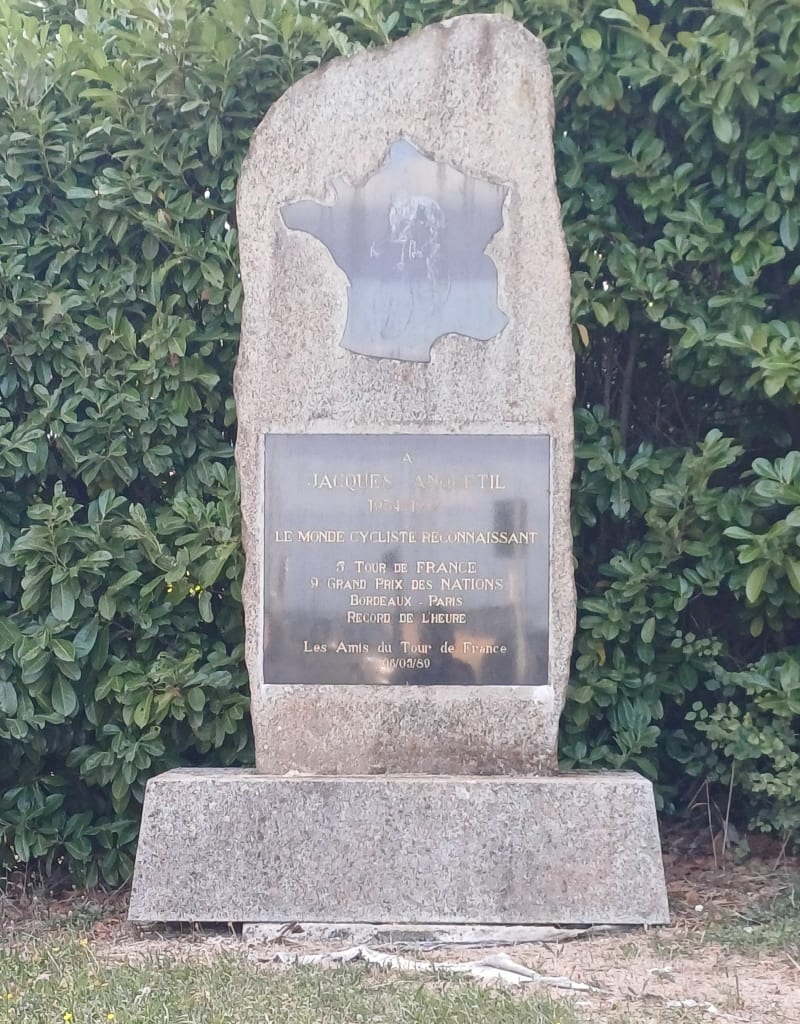 A
JACQUES ANQUETIL
LE MONDE CYCLISTE RECONNAISSANT
5 TOUR DE FRANCE
9 GRAND PRIX DES NATIONS
BORDEAUX - PARIS
RECORD DE L'HEURE
Les Amis du Tour de France